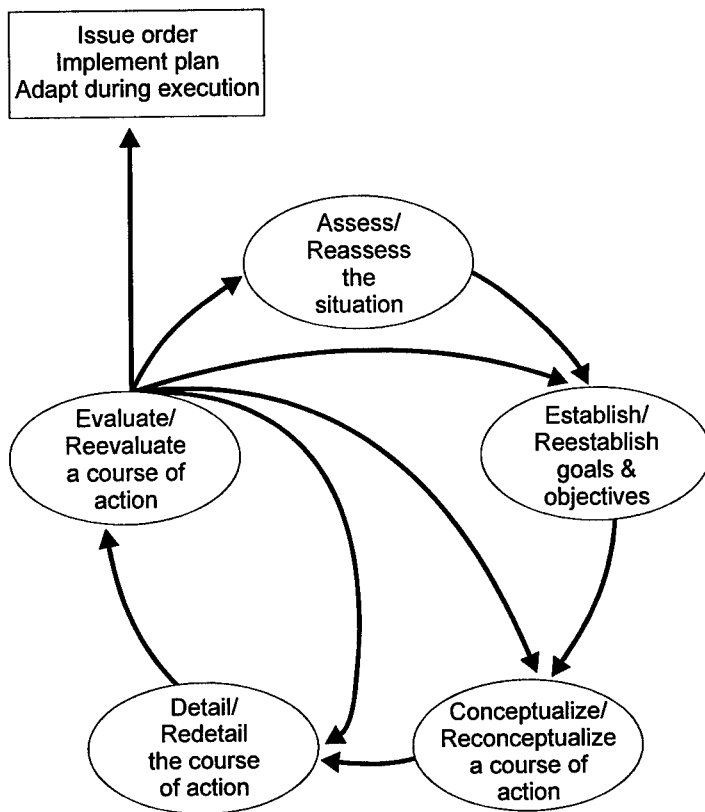 Issue order
Implement plan
Adapt during execution
Assess/
Reassess
the
situation
Establish/
Reestablish
goals &
objectives
Evaluate/
Reevaluate
a course of
action
Detail/
Redetail
the course
of action
Conceptualize/
Reconceptualize
a course of
action